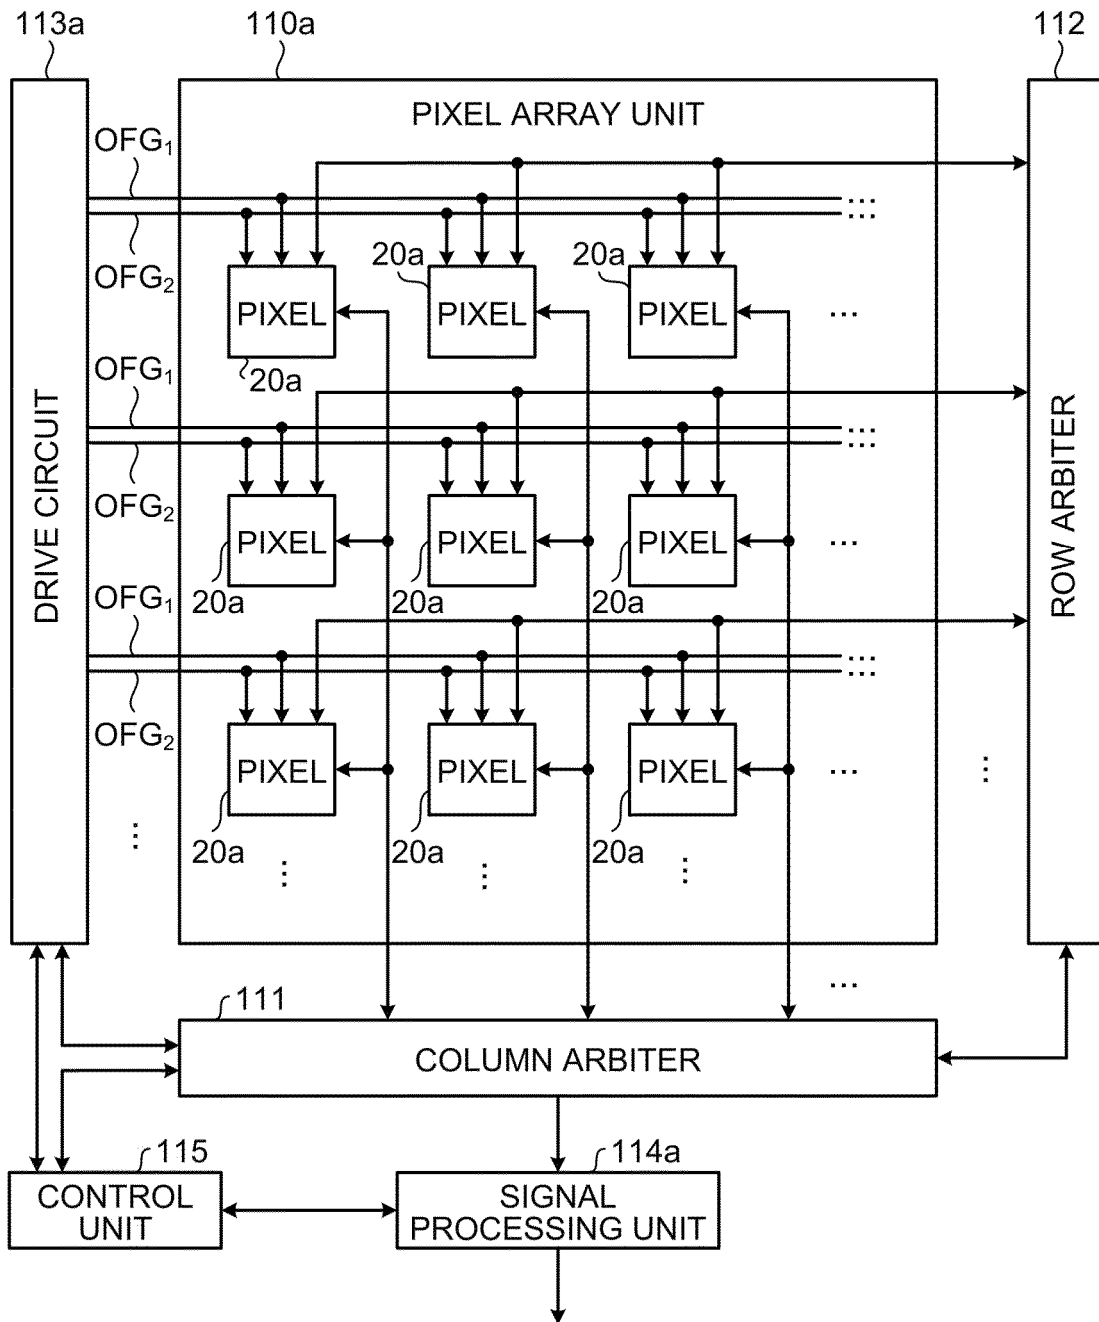 113a
110a
112
PIXEL ARRAY UNIT
OFG₁
...
...
OFG₂
20a
20a
PIXEL
PIXEL
PIXEL
...
20a
OFG₁
...
...
OFG₂
PIXEL
PIXEL
PIXEL
...
20a
20a
20a
OFG₁
...
...
OFG₂
PIXEL
PIXEL
PIXEL
...
...
20a
20a
20a
...
...
...
...
DRIVE CIRCUIT
ROW ARBITER
...
111
COLUMN ARBITER
115
114a
CONTROL
UNIT
SIGNAL
PROCESSING UNIT